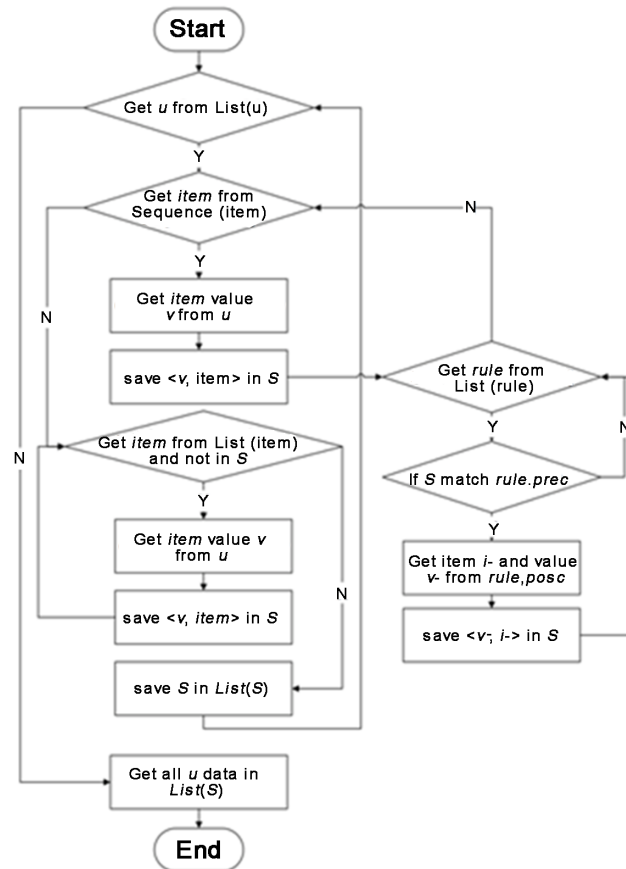 Start
Get u from List(u)
Y
Get item from
Sequence (item)
N
Y
Get item value
v from u
N
save <v, item> in S
Get rule from
List (rule)
Get item from List (item)
and not in S
Y
N
N
If S match rule.prec
Y
Get item value v
from u
Y
Get item i- and value
v- from rule,posc
save <v, item> in S
N
save <v-, i-> in S
save S in List(S)
Get all u data in
List(S)
End